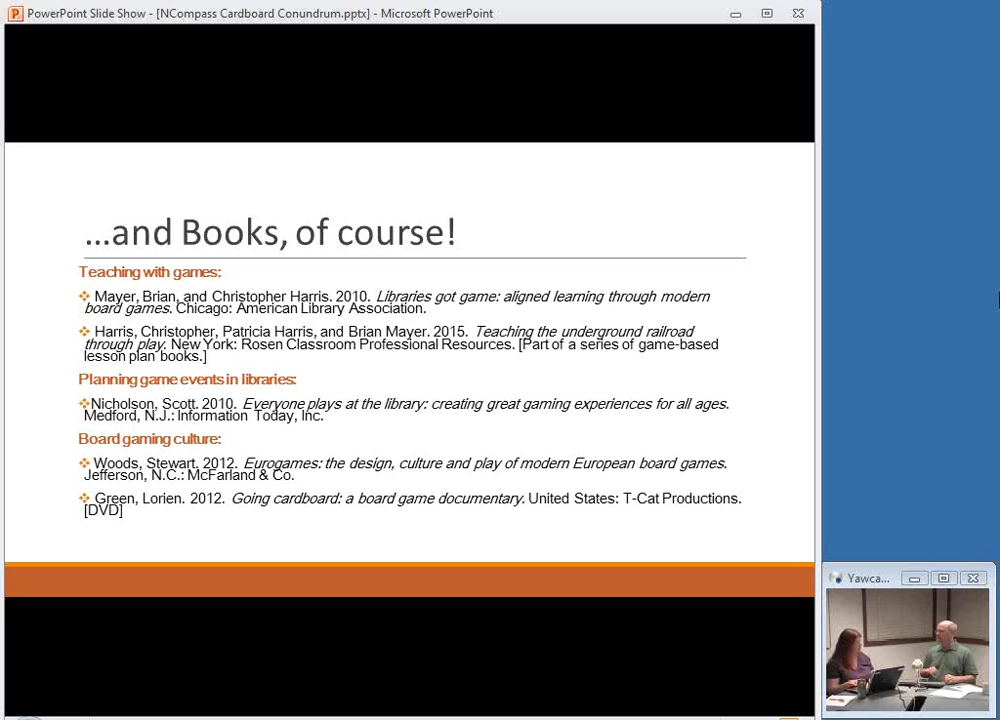 PowerPoint Slide Show - [NCompass Cardboard Conundrum.pptx] - Microsoft PowerPoint
...and Books, of course!
Teaching with games:
Mayer, Brian, and Christopher Harris. 2010. Libraries got game: aligned learning through modern
board games. Chicago: American Library Association.
Harris, Christopher, Patricia Harris, and Brian Mayer. 2015. Teaching the underground railroad
through play. New York: Rosen Classroom Professional Resources. [Part of a series of game-based
lesson plan books.]
Planning game events in libraries:
Nicholson, Scott. 2010. Everyone plays at the library: creating great gaming experiences for all ages.
Medford, N.J.: Information Today, Inc.
Board gaming culture:
Woods, Stewart. 2012. Eurogames: the design, culture and play of modern European board games.
Jefferson, N.C.: McFarland & Co.
Green, Lorien. 2012. Going cardboard: a board game documentary. United States: T-Cat Productions.
[DVD]
Yawca...